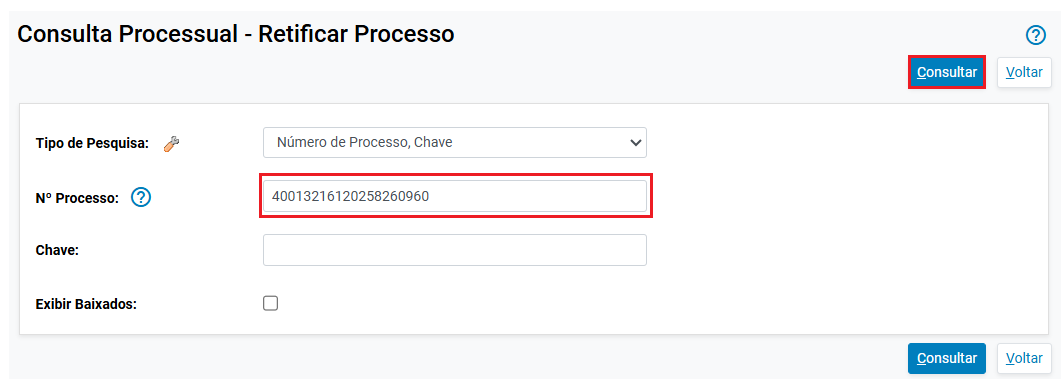 Consulta Processual - Retificar Processo
?
Consultar Voltar
Tipo de Pesquisa: Número de Processo, Chave
Nº Processo: ? 40013216120258260960
Chave:
Exibir Baixados:
Consultar Voltar